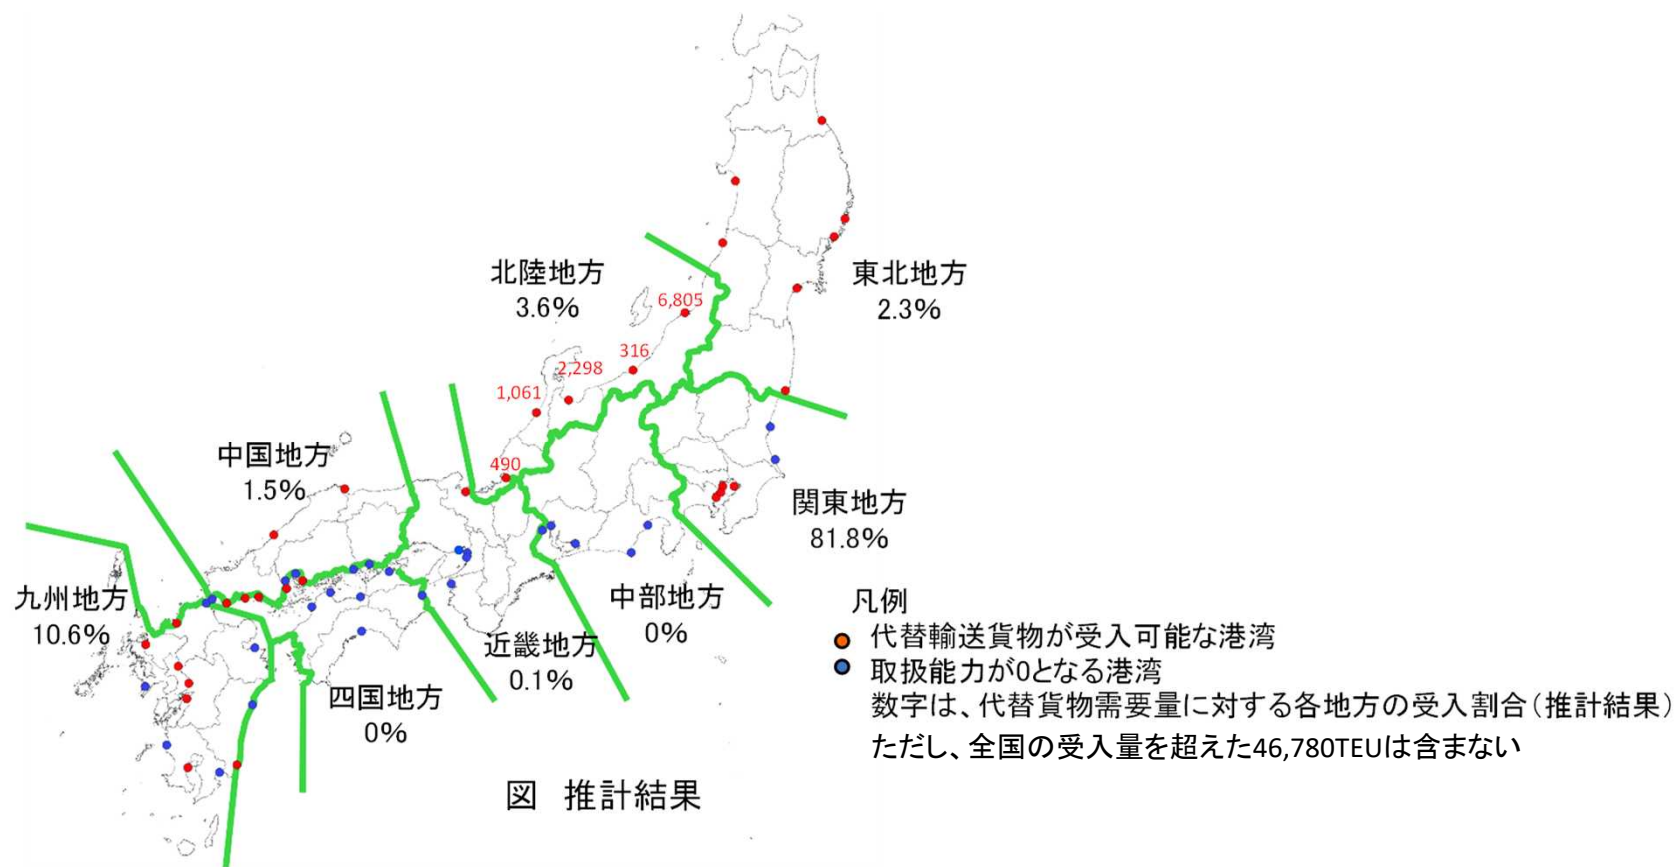 北陸地方
3.6%
東北地方
2.3%
6,805
316
2,298
1,061
490
中国地方
1.5%
関東地方
81.8%
九州地方
10.6%
中部地方
0%
近畿地方
0.1%
四国地方
0%
凡例
代替輸送貨物が受入可能な港湾
取扱能力が0となる港湾
数字は、代替貨物需要量に対する各地方の受入割合(推計結果)
ただし、全国の受入量を超えた46,780TEUは含まない
図 推計結果